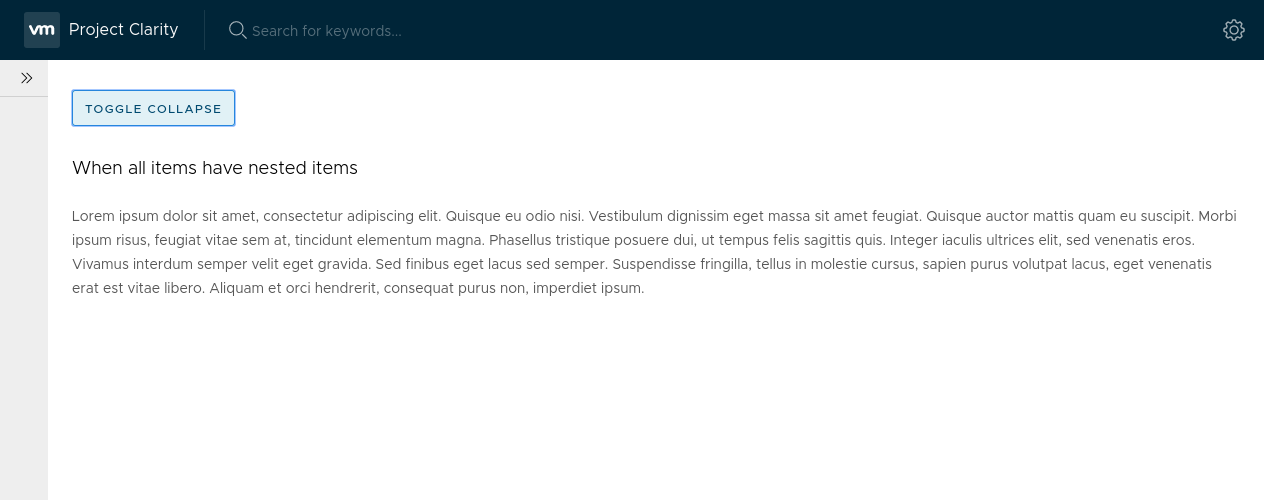 vm Project Clarity Search for keywords...
TOGGLE COLLAPSE
When all items have nested items
Lorem ipsum dolor sit amet, consectetur adipiscing elit. Quisque eu odio nisi. Vestibulum dignissim eget massa sit amet feugiat. Quisque auctor mattis quam eu suscipit. Morbi
ipsum risus, feugiat vitae sem at, tincidunt elementum magna. Phasellus tristique posuere dui, ut tempus felis sagittis quis. Integer iaculis ultrices elit, sed venenatis eros.
Vivamus interdum semper velit eget gravida. Sed finibus eget lacus sed semper. Suspendisse fringilla, tellus in molestie cursus, sapien purus volutpat lacus, eget venenatis
erat est vitae libero. Aliquam et orci hendrerit, consequat purus non, imperdiet ipsum.